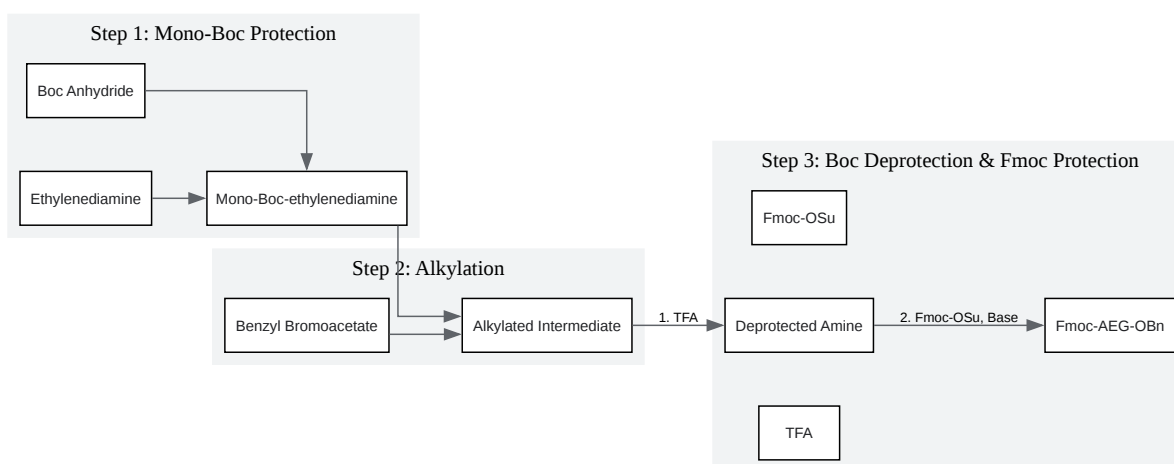 Step 1: Mono-Boc Protection
Boc Anhydride
Ethylenediamine
Mono-Boc-ethylenediamine
Step 2: Alkylation
Benzyl Bromoacetate
Alkylated Intermediate
1. TFA
Step 3: Boc Deprotection & Fmoc Protection
Fmoc-OSu
Deprotected Amine
2. Fmoc-OSu, Base
Fmoc-AEG-OBn
TFA